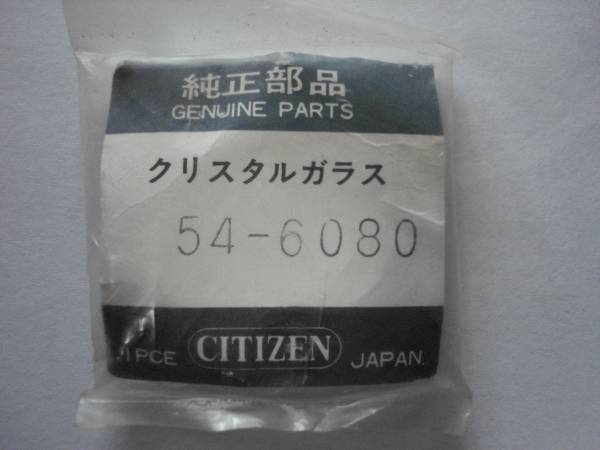 純正部品
GENUINE PARTS
クリスタルガラス
54-6080
1 PCE CITIZEN JAPAN.